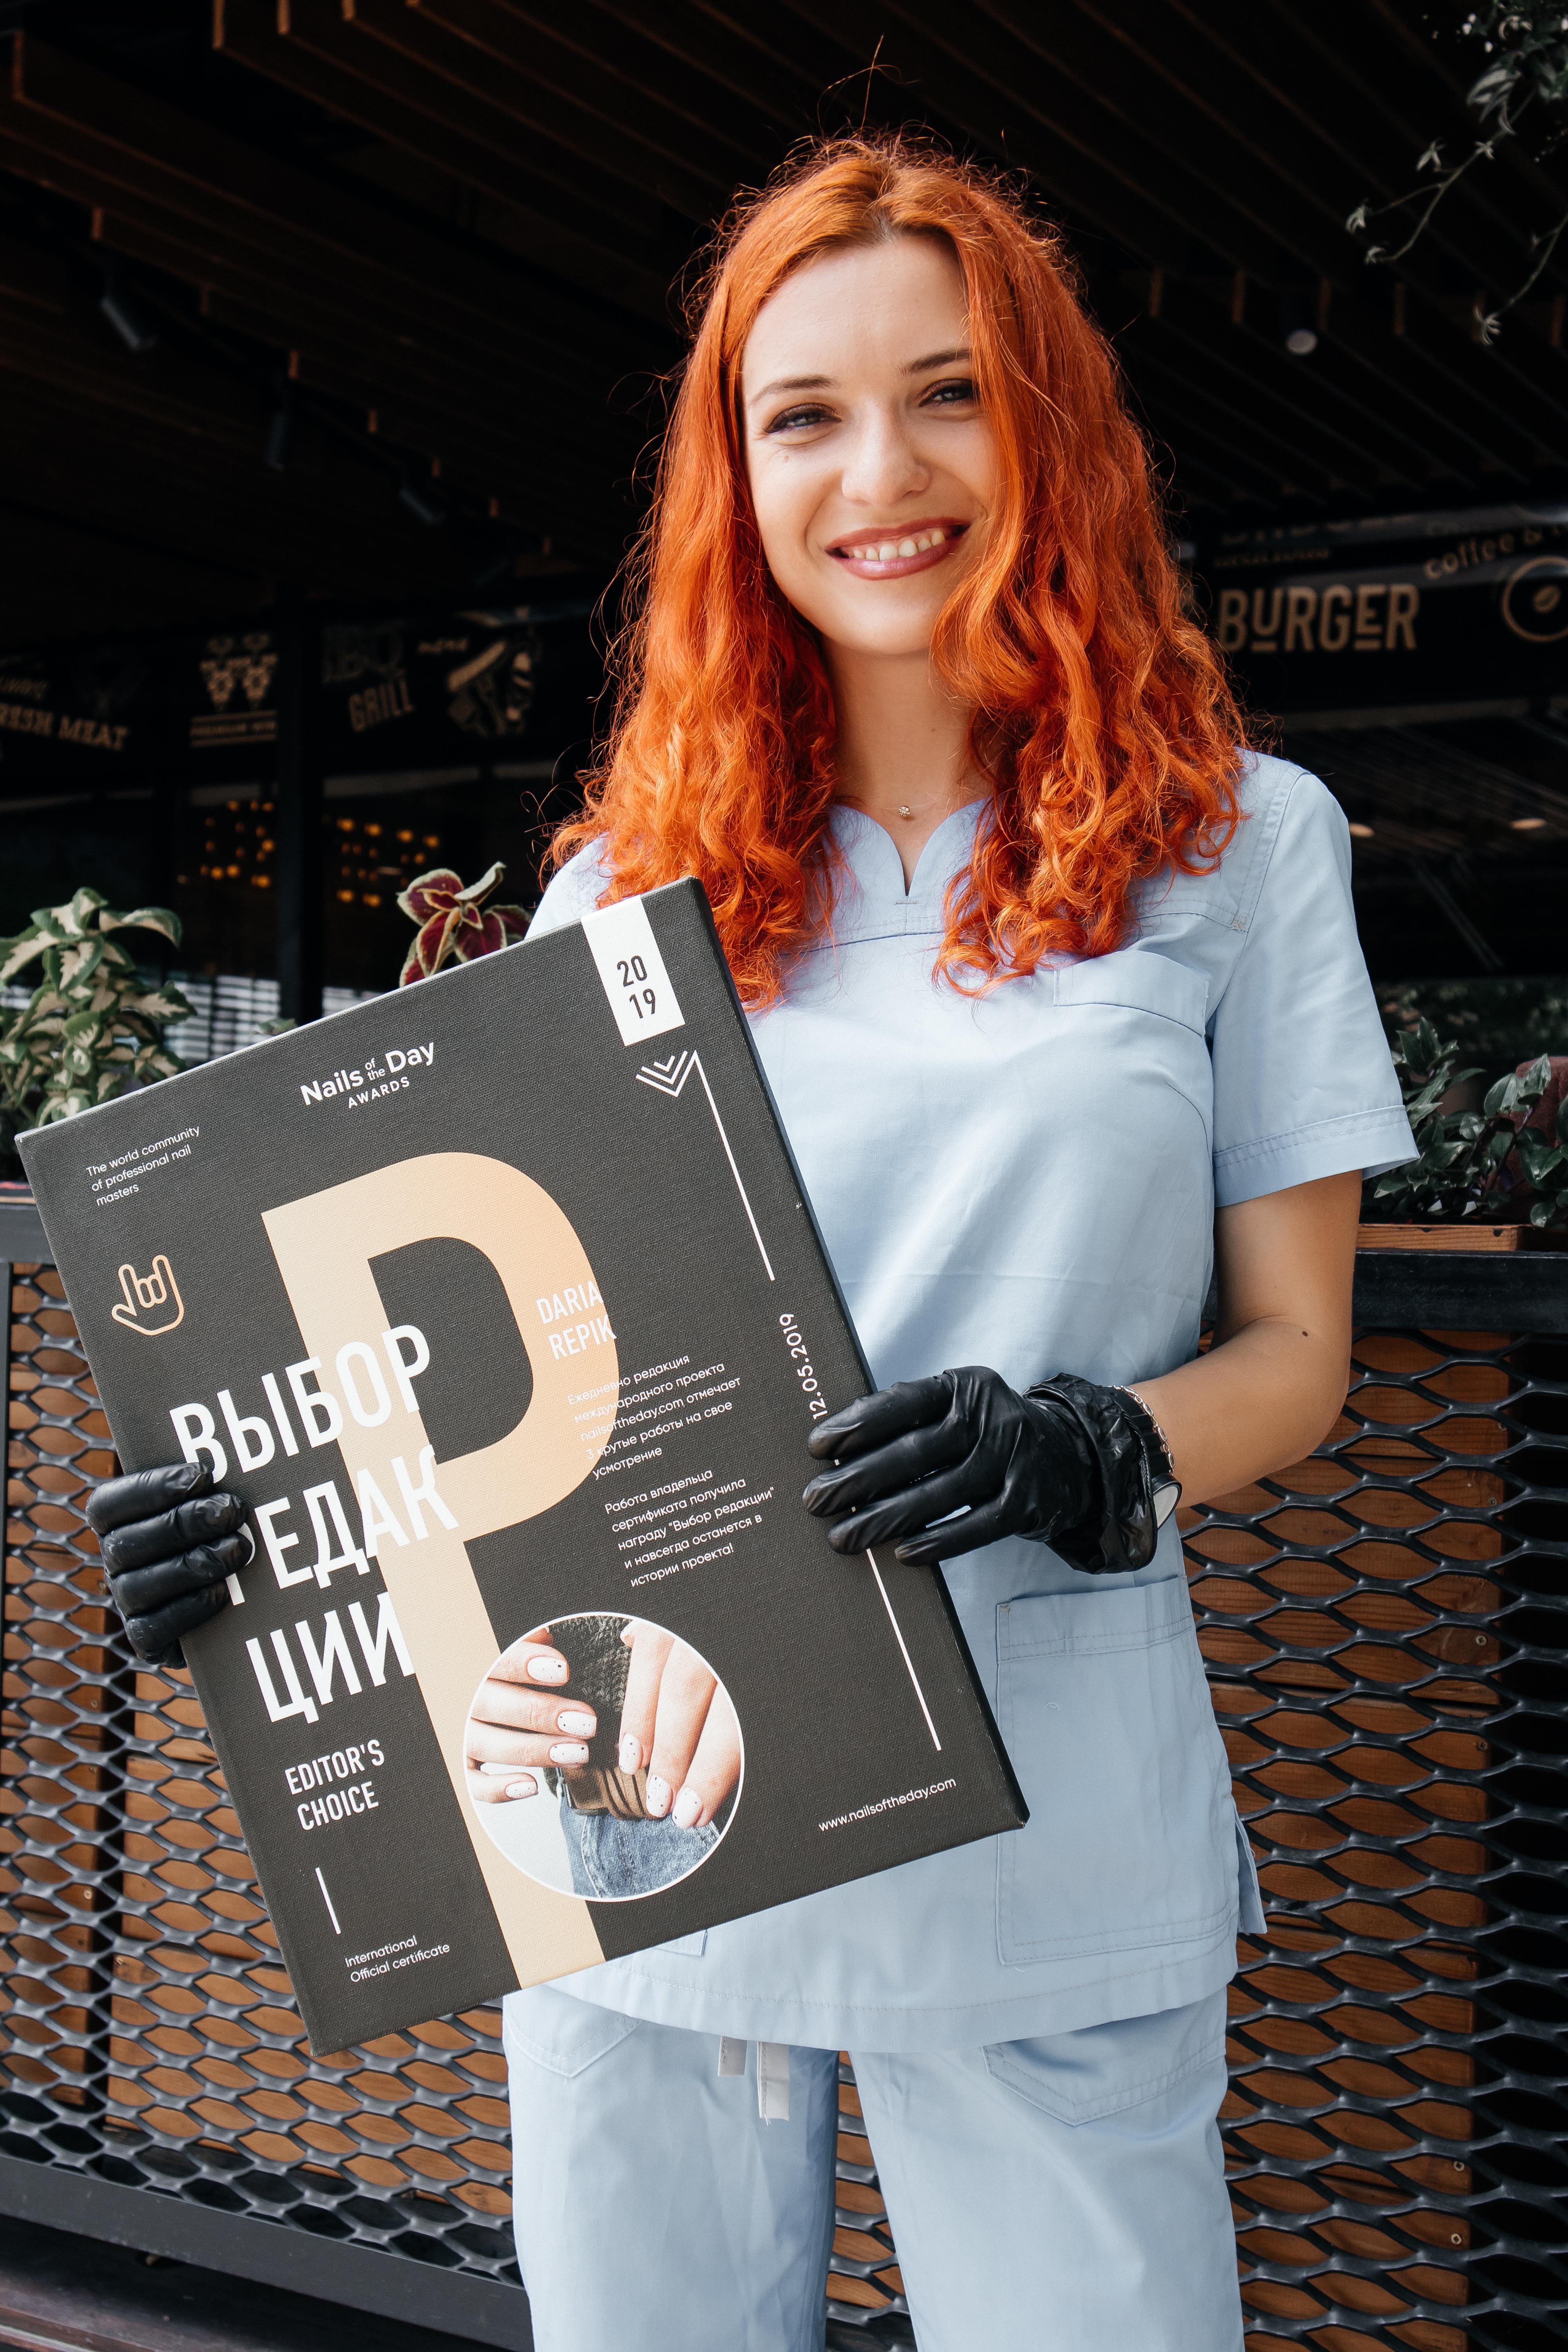 20
19
Nails of the Day
AWARDS
The world community
of professional nail
masters
DARIA
REPIK
ВЫБОР
РЕДАК
ЦИИ
Ежедневно редакция
международного проекта
nailsoftheday.com отмечает
3 крутые работы на свое
усмотрение
Работа владельца
сертификата получила
награду "Выбор редакции"
и навсегда останется в
истории проекта!
12.05.2019
EDITOR'S
CHOICE
www.nailsoftheday.com
International
Official certificate
BURGER
coffee &
GRILL
MEAT